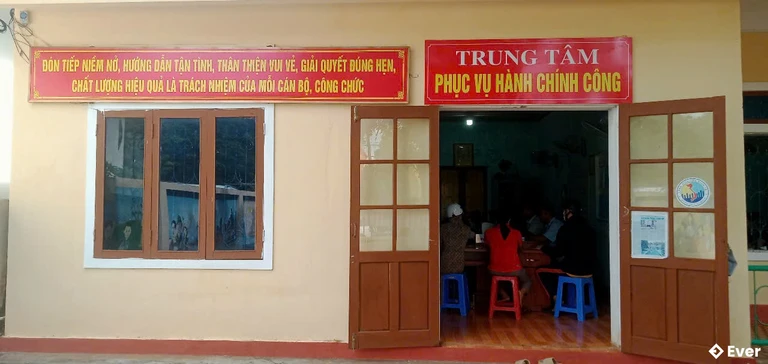 ĐÓN TIẾP NIỀM NỞ, HƯỚNG DẪN TẬN TÌNH, THÂN THIỆN VUI VẺ, GIẢI QUYẾT ĐÚNG HẸN,
CHẤT LƯỢNG HIỆU QUẢ LÀ TRÁCH NHIỆM CỦA MỖI CÁN BỘ, CÔNG CHỨC
TRUNG TÂM
PHỤC VỤ HÀNH CHÍNH CÔNG
Ever